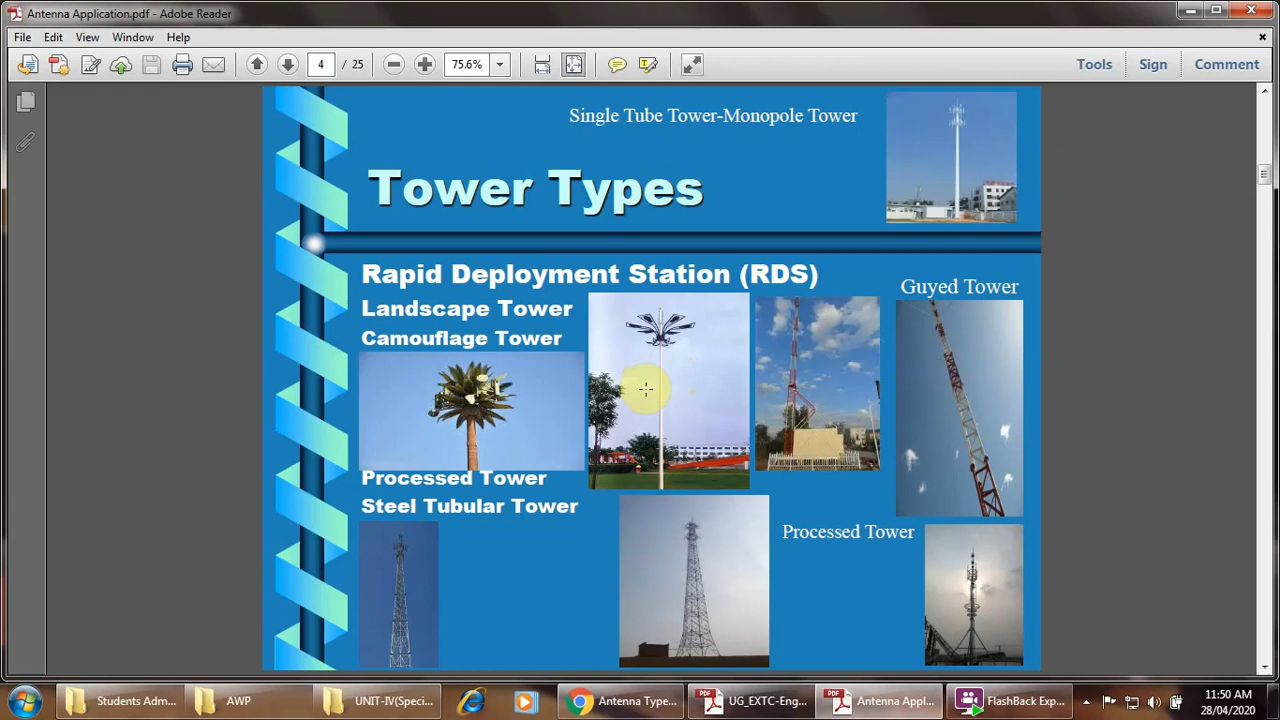 Antenna Application.pdf - Adobe Reader
File Edit View Window Help
4 / 25 75.6% Tools Sign Comment
Single Tube Tower-Monopole Tower
Tower Types
Rapid Deployment Station (RDS)
Guyed Tower
Landscape Tower
Camouflage Tower
Processed Tower
Steel Tubular Tower
Processed Tower
Students Adm... AWP UNIT-IV(Speci... Antenna Type... UG_EXTC-Eng... Antenna Appl... FlashBack Exp...
11:50 AM
28/04/2020